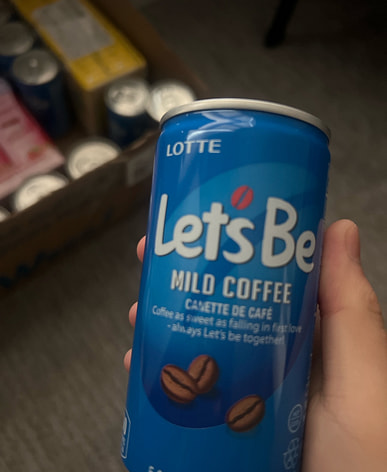 LOTTE
Let's Be
MILD COFFEE
CANETTE DE CAFÉ
Coffee as sweet as falling in first love
- always Let's be together!